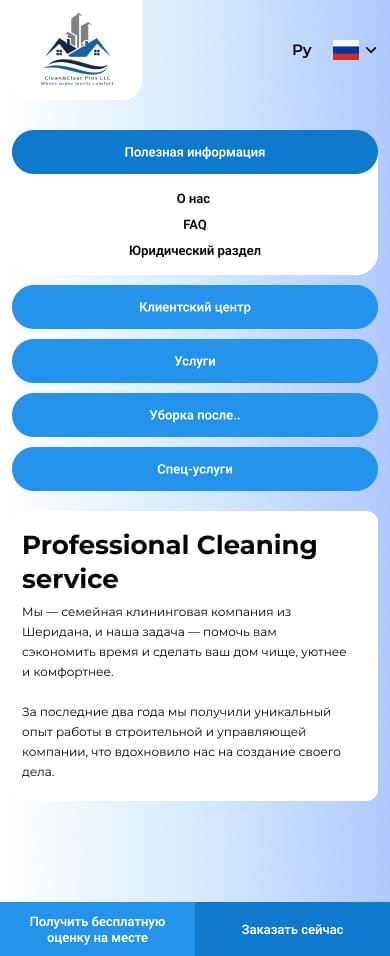 Clean&Clear Pros LLC
Where order meets comfort
Ру
Полезная информация
О нас
FAQ
Юридический раздел
Клиентский центр
Услуги
Уборка после..
Спец-услуги
Professional Cleaning
service
Мы — семейная клининговая компания из
Шеридана, и наша задача — помочь вам
сэкономить время и сделать ваш дом чище, уютнее
и комфортнее.
За последние два года мы получили уникальный
опыт работы в строительной и управляющей
компании, что вдохновило нас на создание своего
дела.
Получить бесплатную
оценку на месте
Заказать сейчас